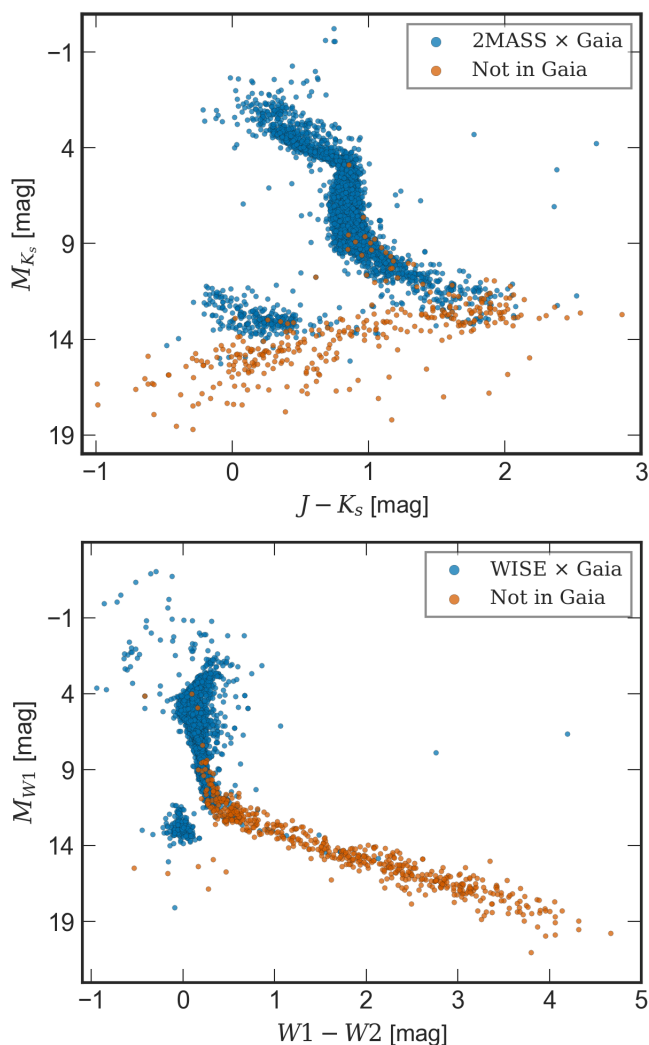 −1
4
9
14
19
M_{K_s} [mag]
2MASS × Gaia
Not in Gaia
−1 0 1 2 3
J − K_s [mag]
−1
4
9
14
19
M_{W1} [mag]
WISE × Gaia
Not in Gaia
−1 0 1 2 3 4 5
W1 − W2 [mag]